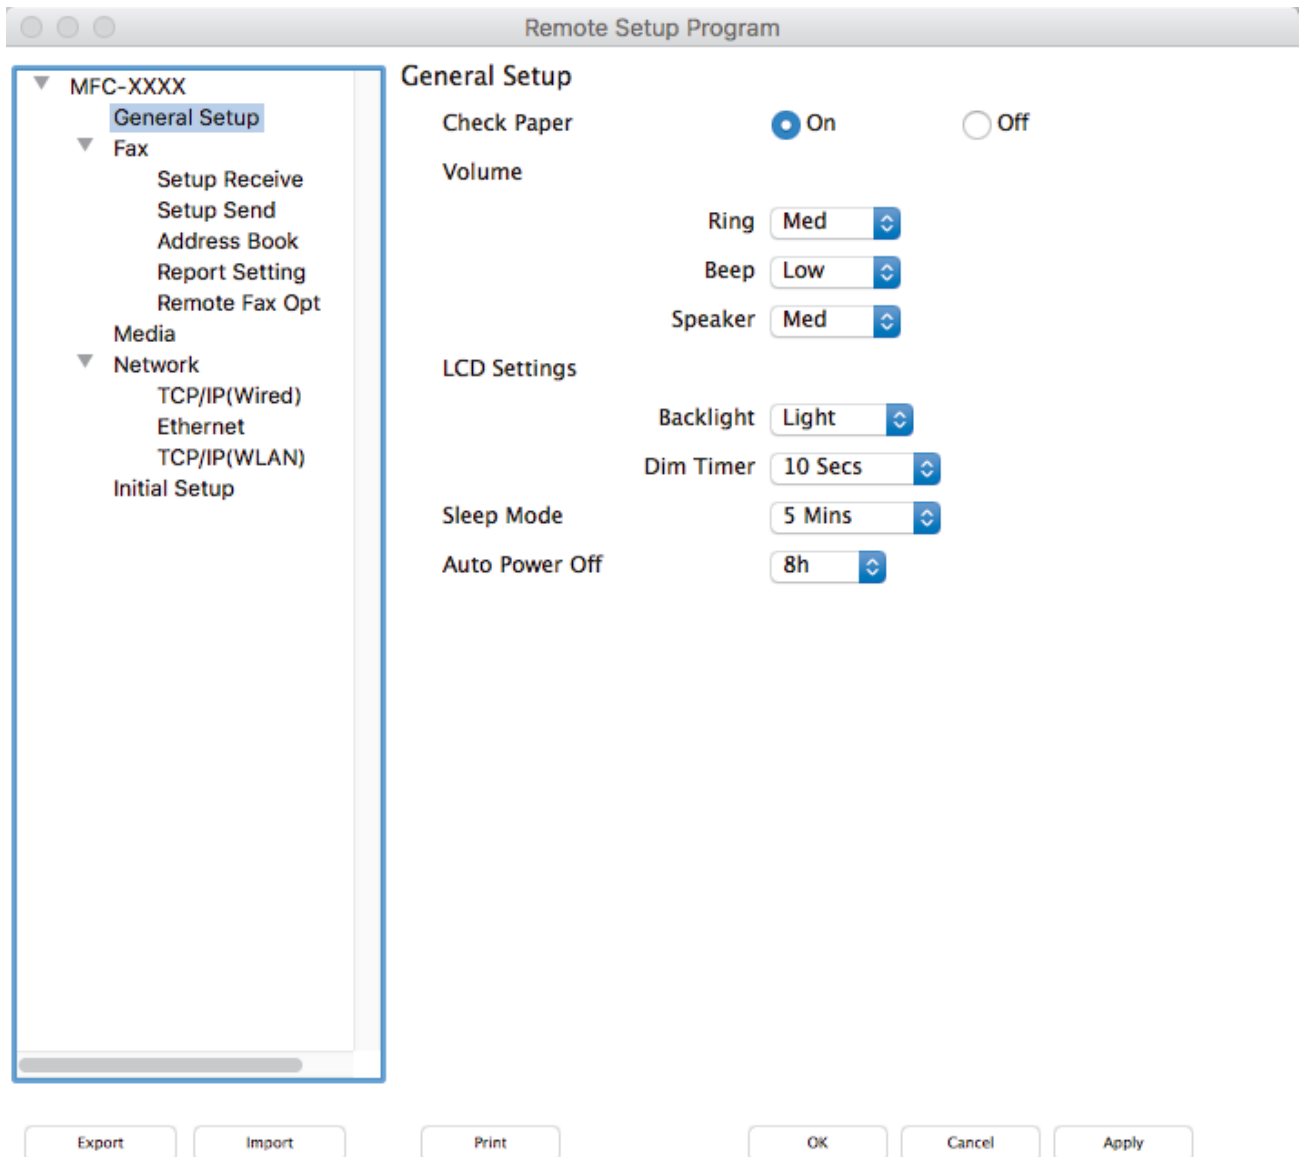 Remote Setup Program
MFC-XXXX
General Setup
Fax
Setup Receive
Setup Send
Address Book
Report Setting
Remote Fax Opt
Media
Network
TCP/IP(Wired)
Ethernet
TCP/IP(WLAN)
Initial Setup
General Setup
Check Paper On Off
Volume
Ring Med
Beep Low
Speaker Med
LCD Settings
Backlight Light
Dim Timer 10 Secs
Sleep Mode 5 Mins
Auto Power Off 8h
Export Import Print OK Cancel Apply